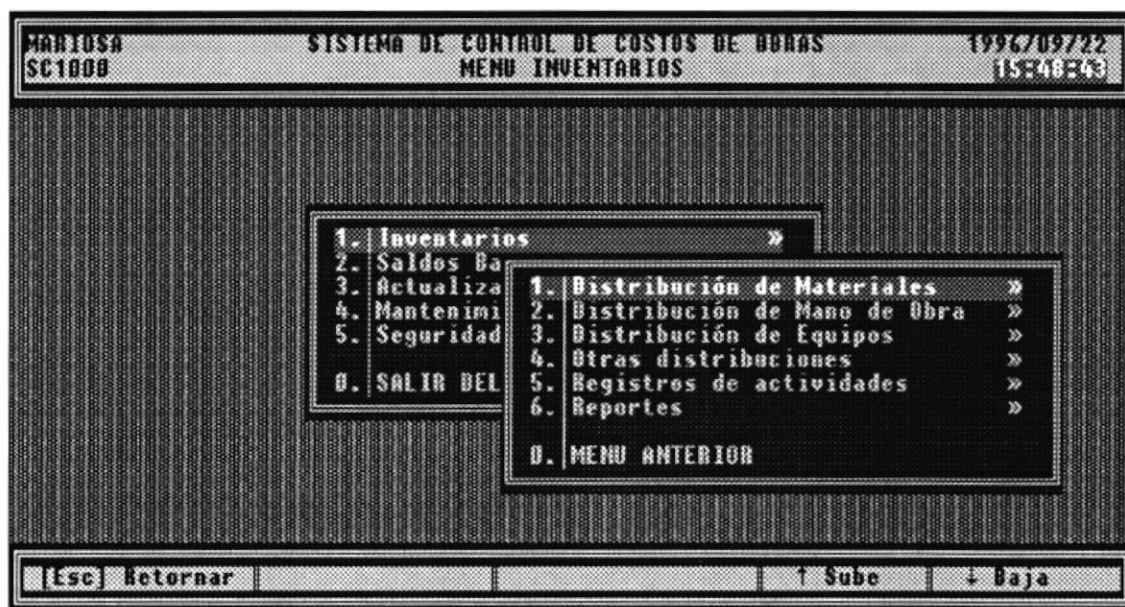 MARIOSA SISTEMA DE CONTROL DE COSTOS DE OBRAS 1996/09/22
SC1000 MENU INVENTARIOS 15:48:43
1. Inventarios »
2. Saldos Ba
3. Actualiza
4. Mantenimi
5. Seguridad
0. SALIR DEL
1. Distribución de Materiales »
2. Distribución de Mano de Obra »
3. Distribución de Equipos »
4. Otras distribuciones »
5. Registros de actividades »
6. Reportes »
0. MENU ANTERIOR
[Esc] Retornar ↑ Sube ↓ Baja